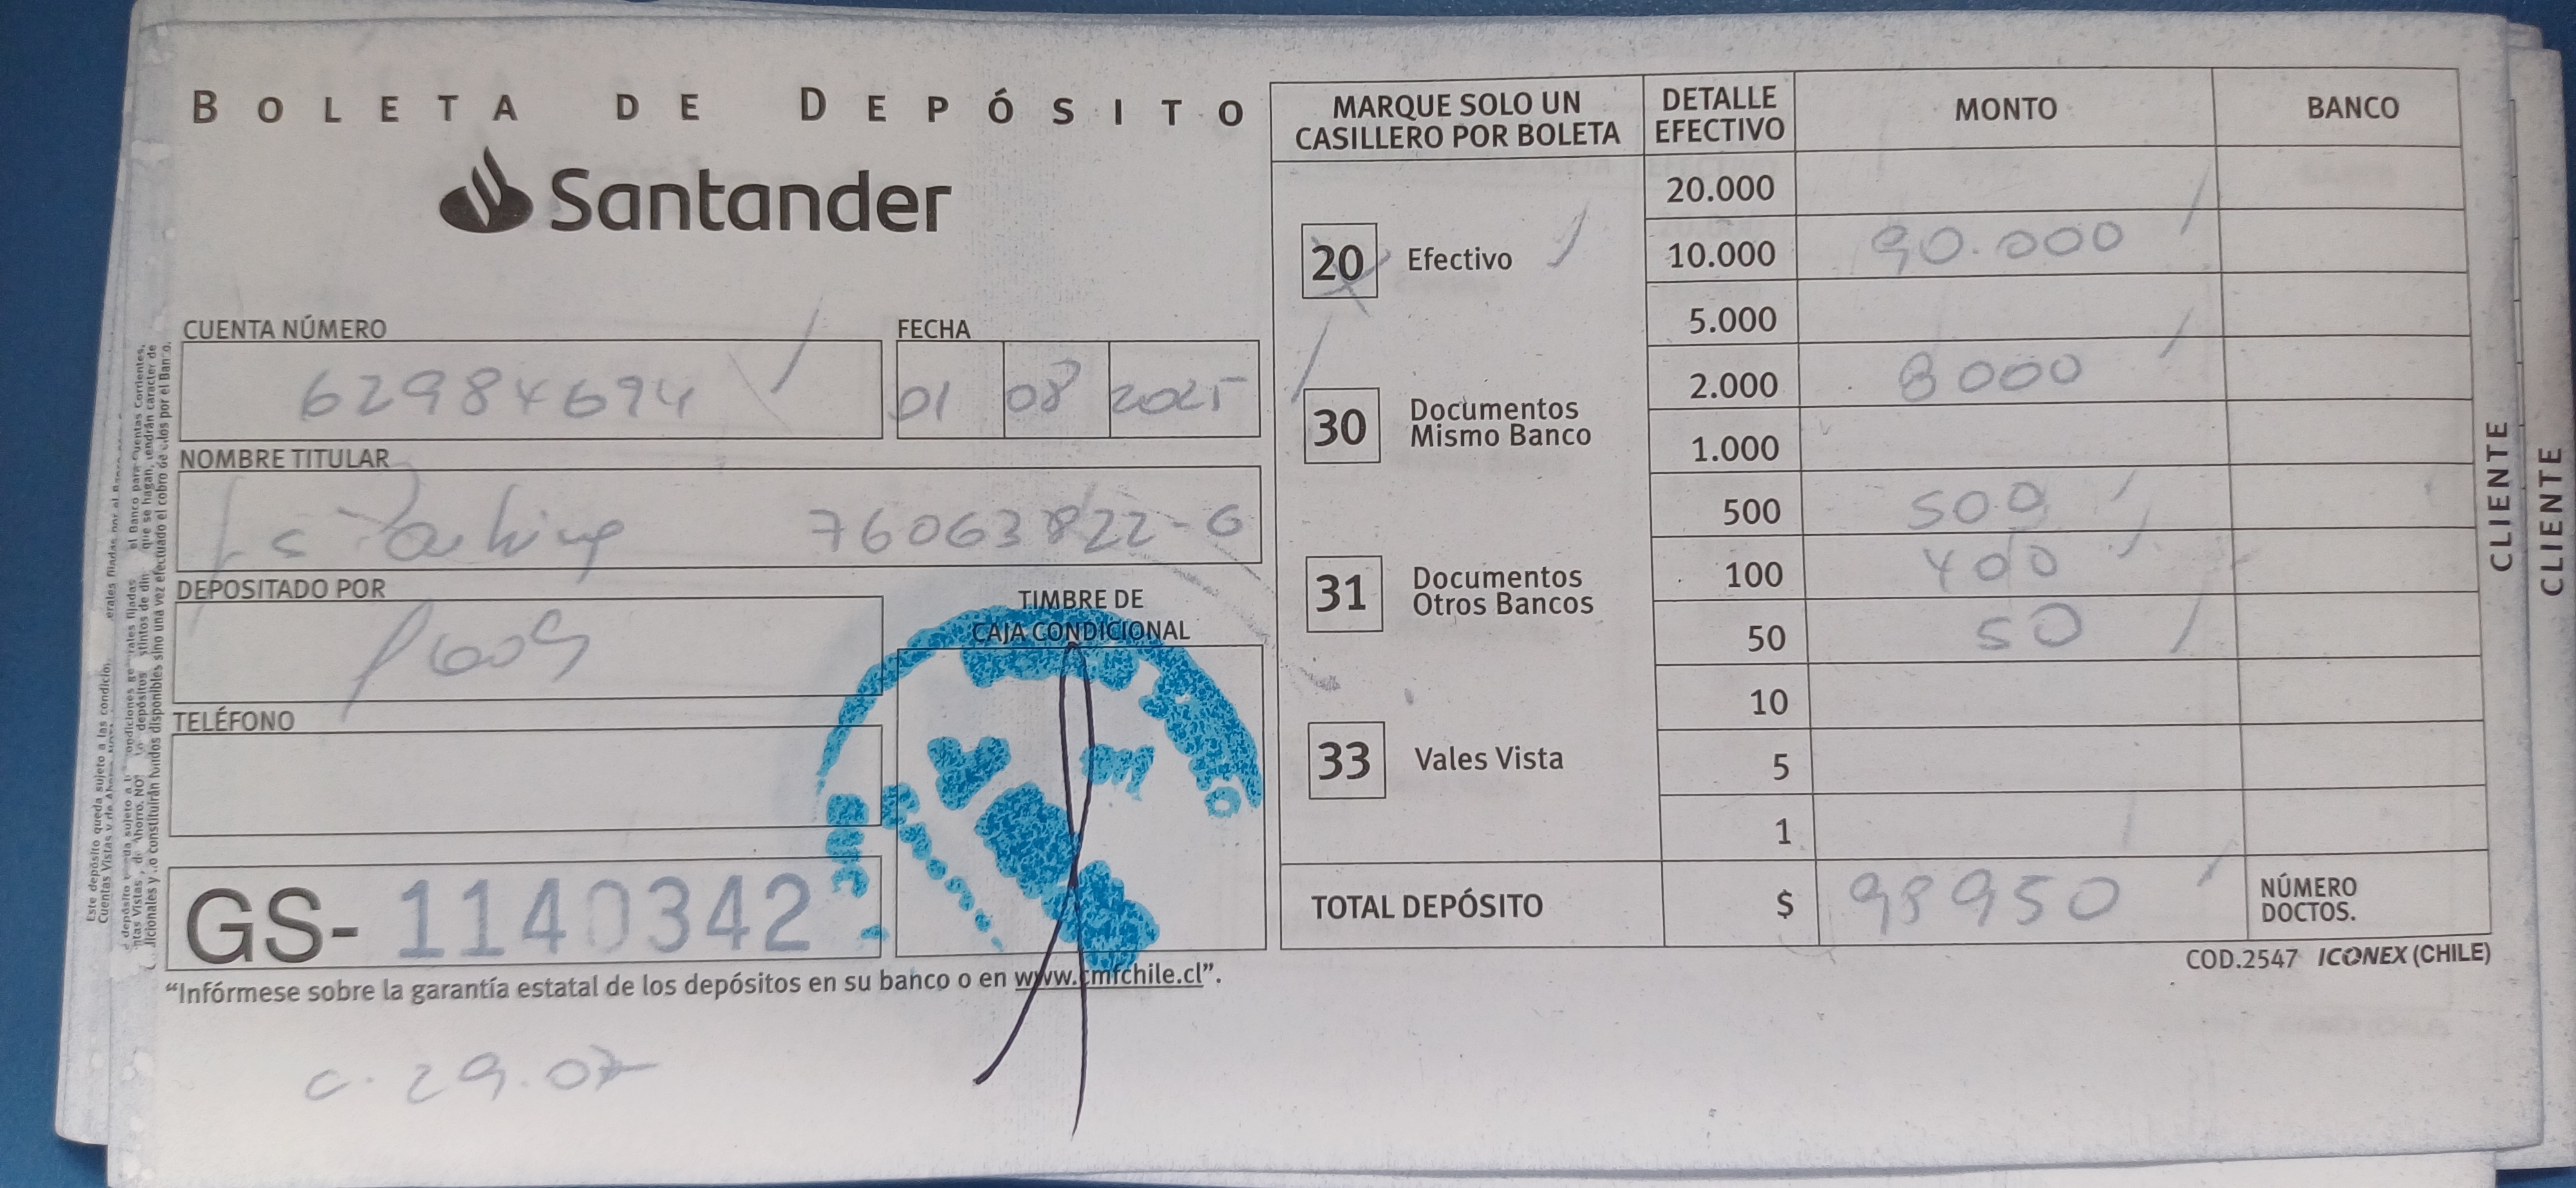 BOLETA DE DEPÓSITO
Santander
CUENTA NÚMERO
62984694
FECHA
01 08 2025
NOMBRE TITULAR
Ls Parking 76063822-6
DEPOSITADO POR
TELÉFONO
TIMBRE DE
CAJA CONDICIONAL
GS- 1140342
“Infórmese sobre la garantía estatal de los depósitos en su banco o en www.cmfchile.cl”.
c. 29.07
MARQUE SOLO UN
CASILLERO POR BOLETA
20 Efectivo
30 Documentos
Mismo Banco
31 Documentos
Otros Bancos
33 Vales Vista
DETALLE
EFECTIVO
MONTO
BANCO
20.000
10.000 90.000
5.000
2.000 8000
1.000
500 500
100 400
50 50
10
5
1
TOTAL DEPÓSITO $ 98950
NÚMERO
DOCTOS.
COD.2547 ICONEX (CHILE)
CLIENTE
CLIENTE